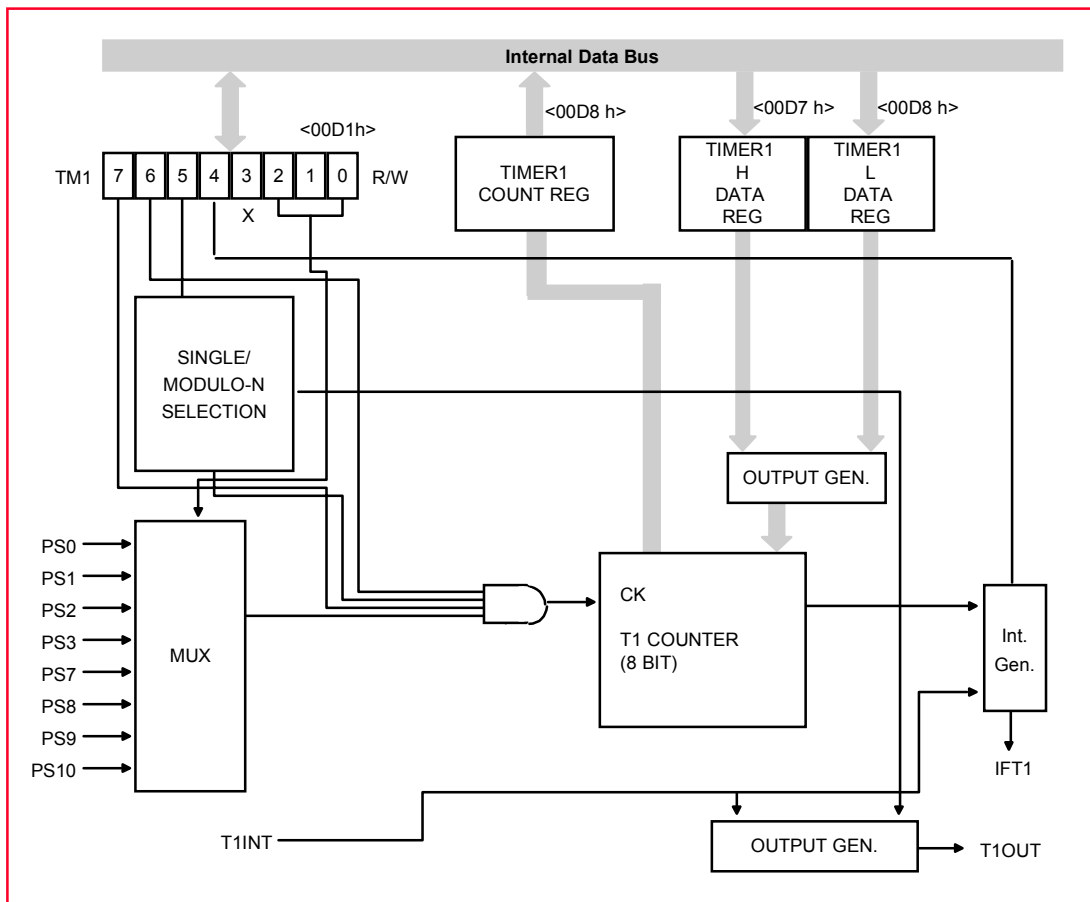 Internal Data Bus
<00D1h>
<00D8 h>
<00D7 h>
<00D8 h>
TM1
7 6 5 4 3 2 1 0
R/W
X
TIMER1
COUNT REG
TIMER1
H
DATA
REG
TIMER1
L
DATA
REG
SINGLE/
MODULO-N
SELECTION
OUTPUT GEN.
PS0
PS1
PS2
PS3
PS7
PS8
PS9
PS10
MUX
CK
T1 COUNTER
(8 BIT)
Int.
Gen.
IFT1
T1INT
OUTPUT GEN.
T1OUT